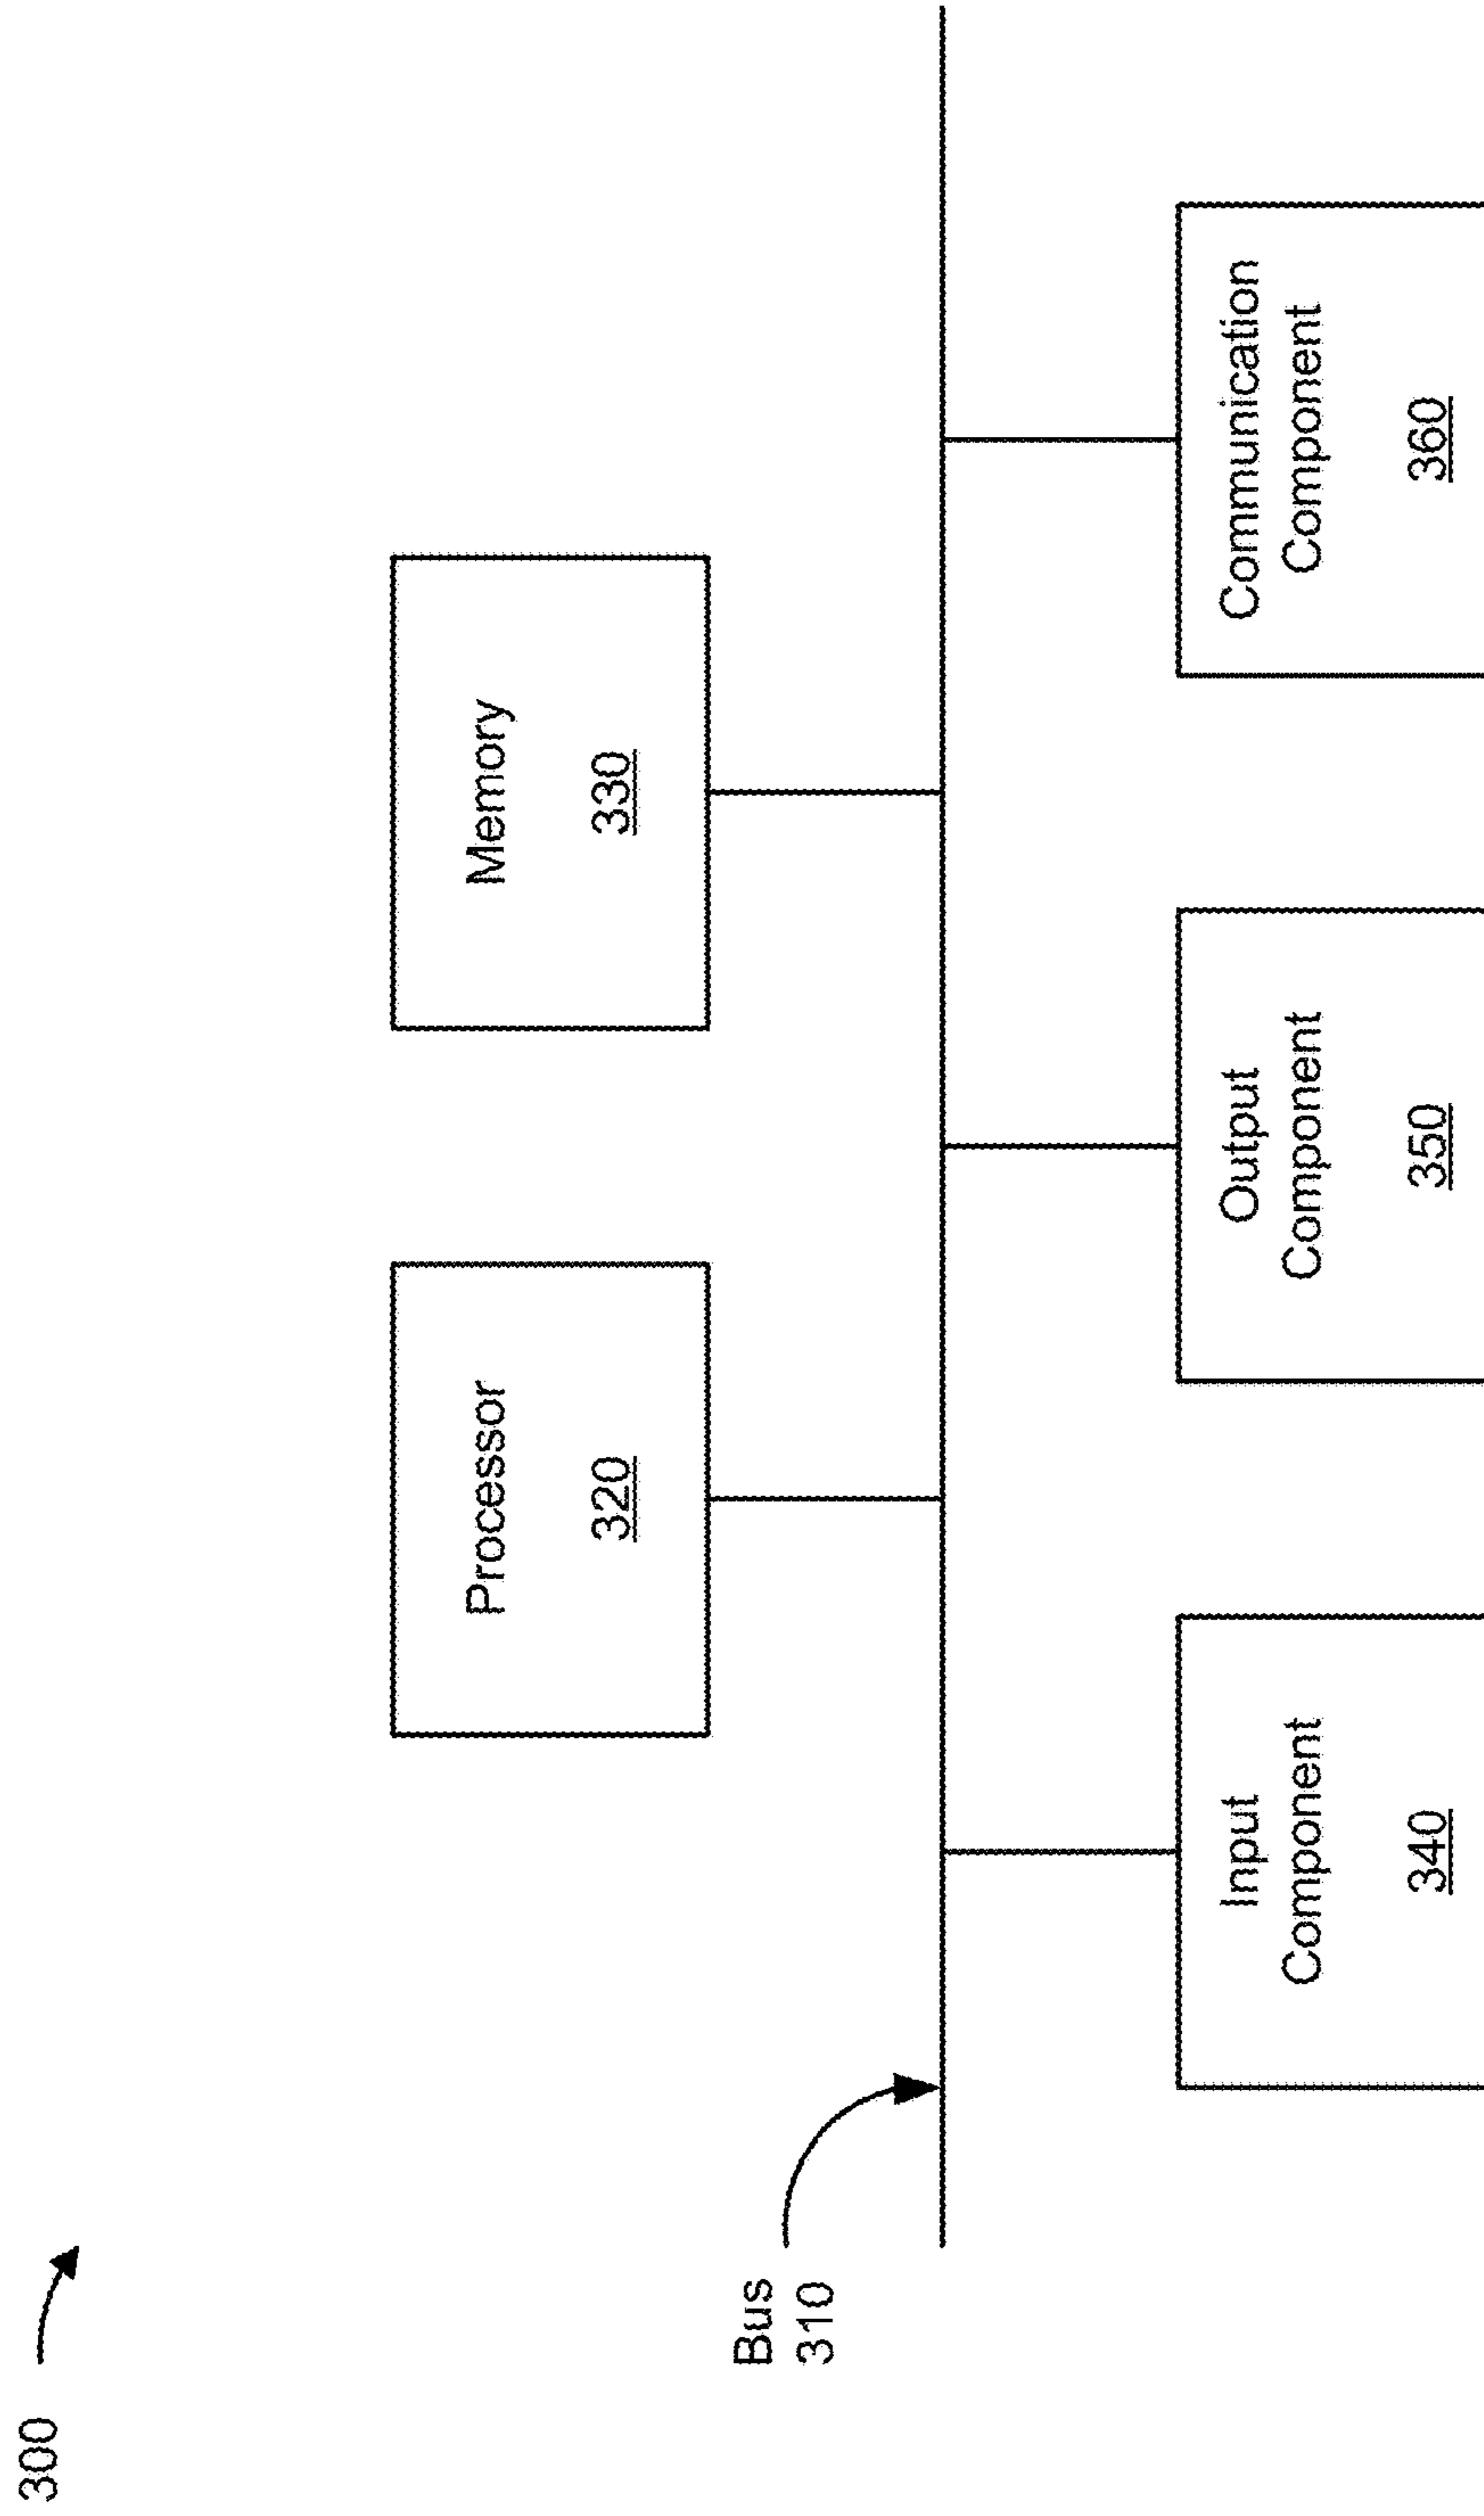 300
Processor
320
Memory
330
Bus
310
Input
Component
340
Output
Component
350
Communication
Component
360